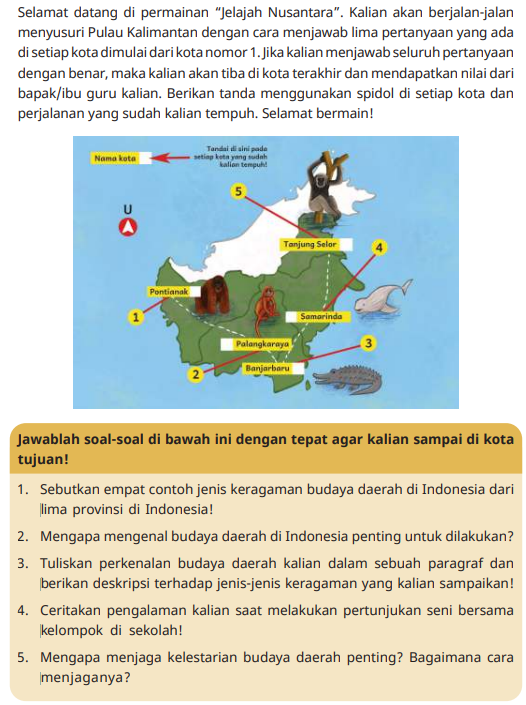 Selamat datang di permainan “Jelajah Nusantara”. Kalian akan berjalan-jalan
menyusuri Pulau Kalimantan dengan cara menjawab lima pertanyaan yang ada
di setiap kota dimulai dari kota nomor 1. Jika kalian menjawab seluruh pertanyaan
dengan benar, maka kalian akan tiba di kota terakhir dan mendapatkan nilai dari
bapak/ibu guru kalian. Berikan tanda menggunakan spidol di setiap kota dan
perjalanan yang sudah kalian tempuh. Selamat bermain!
Nama kota
Tandai di sini pada
setiap kota yang sudah
kalian tempuh!
5
U
Tanjung Selor
4
Pontianak
1
Samarinda
Palangkaraya
3
2
Banjarbaru
Jawablah soal-soal di bawah ini dengan tepat agar kalian sampai di kota
tujuan!
1. Sebutkan empat contoh jenis keragaman budaya daerah di Indonesia dari
lima provinsi di Indonesia!
2. Mengapa mengenal budaya daerah di Indonesia penting untuk dilakukan?
3. Tuliskan perkenalan budaya daerah kalian dalam sebuah paragraf dan
berikan deskripsi terhadap jenis-jenis keragaman yang kalian sampaikan!
4. Ceritakan pengalaman kalian saat melakukan pertunjukan seni bersama
kelompok di sekolah!
5. Mengapa menjaga kelestarian budaya daerah penting? Bagaimana cara
menjaganya?